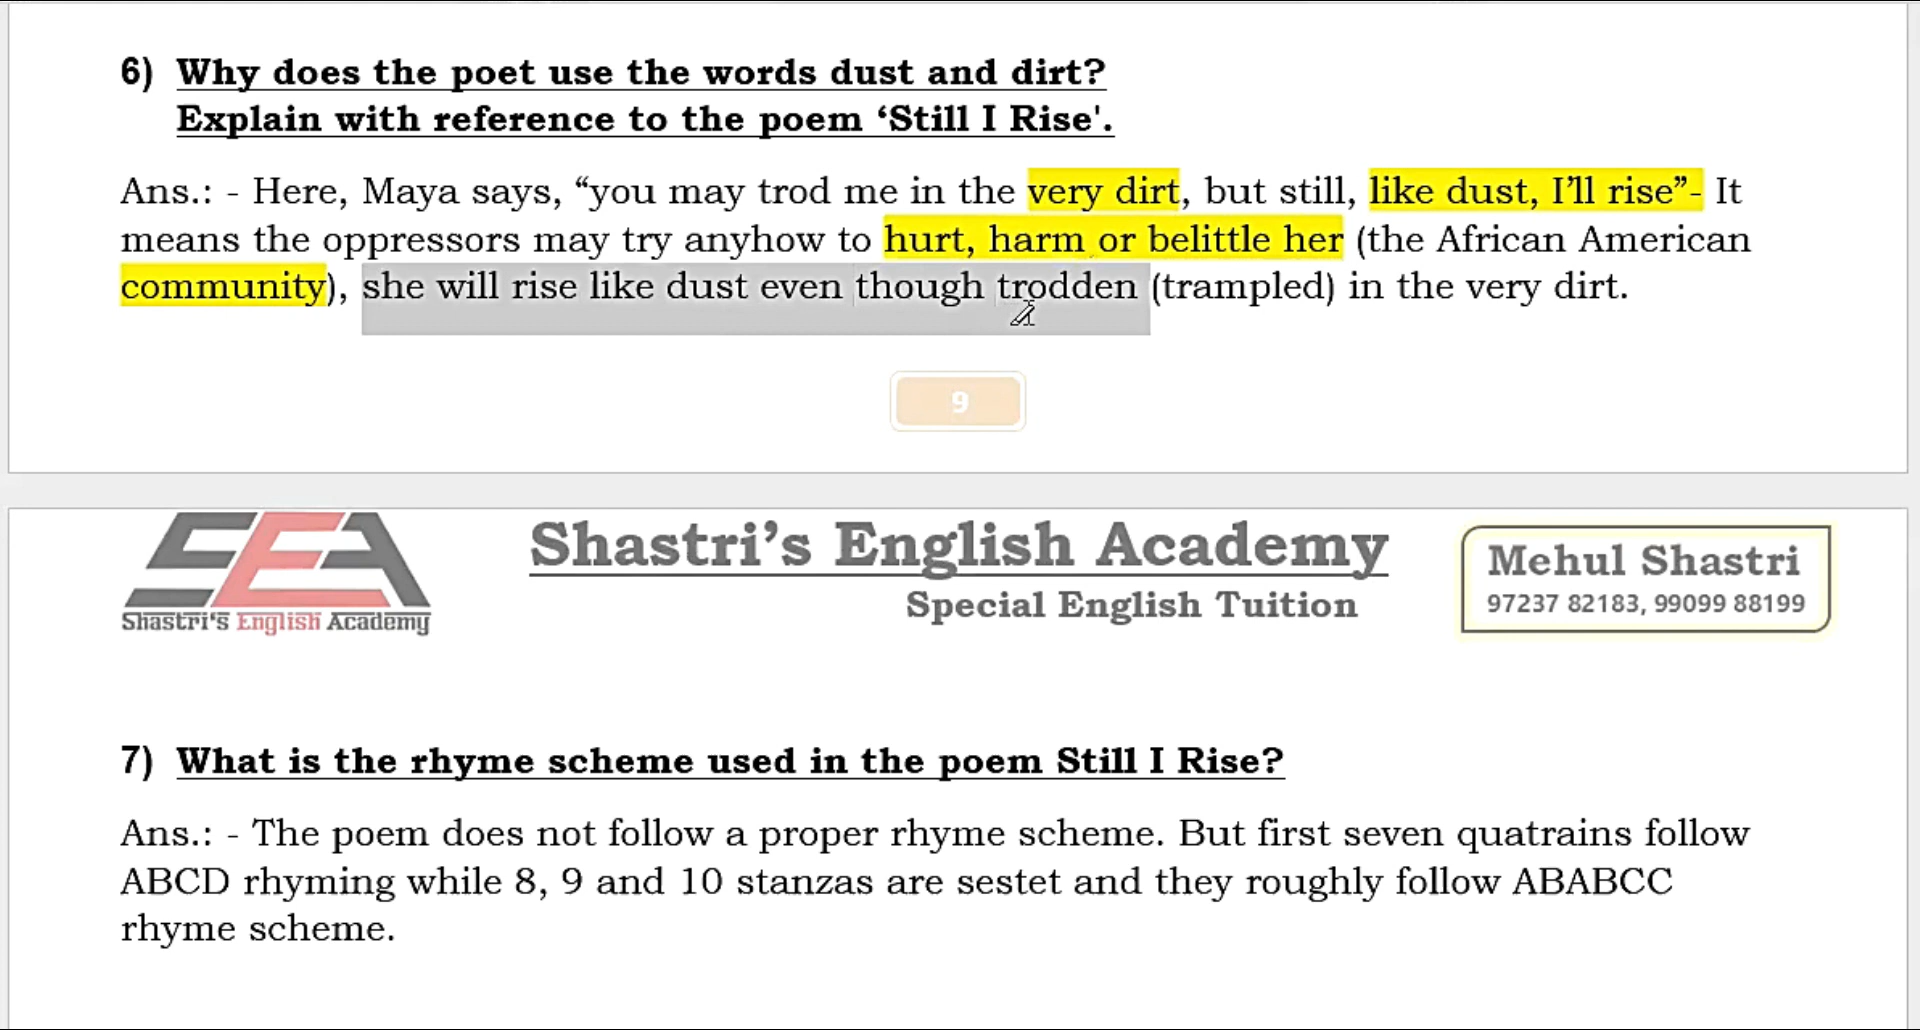 6) Why does the poet use the words dust and dirt?
Explain with reference to the poem ‘Still I Rise'.
Ans.: - Here, Maya says, “you may trod me in the very dirt, but still, like dust, I’ll rise”- It
means the oppressors may try anyhow to hurt, harm or belittle her (the African American
community), she will rise like dust even though trodden (trampled) in the very dirt.
9
SEA
Shastri's English Academy
Shastri’s English Academy
Special English Tuition
Mehul Shastri
97237 82183, 99099 88199
7) What is the rhyme scheme used in the poem Still I Rise?
Ans.: - The poem does not follow a proper rhyme scheme. But first seven quatrains follow
ABCD rhyming while 8, 9 and 10 stanzas are sestet and they roughly follow ABABCC
rhyme scheme.